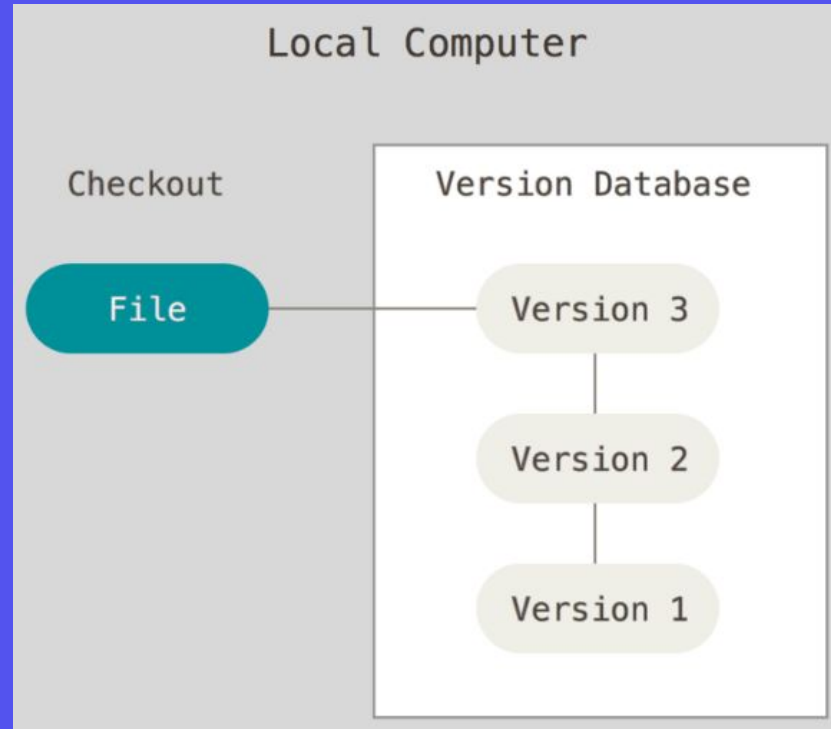 Local Computer
Checkout
Version Database
File
Version 3
Version 2
Version 1